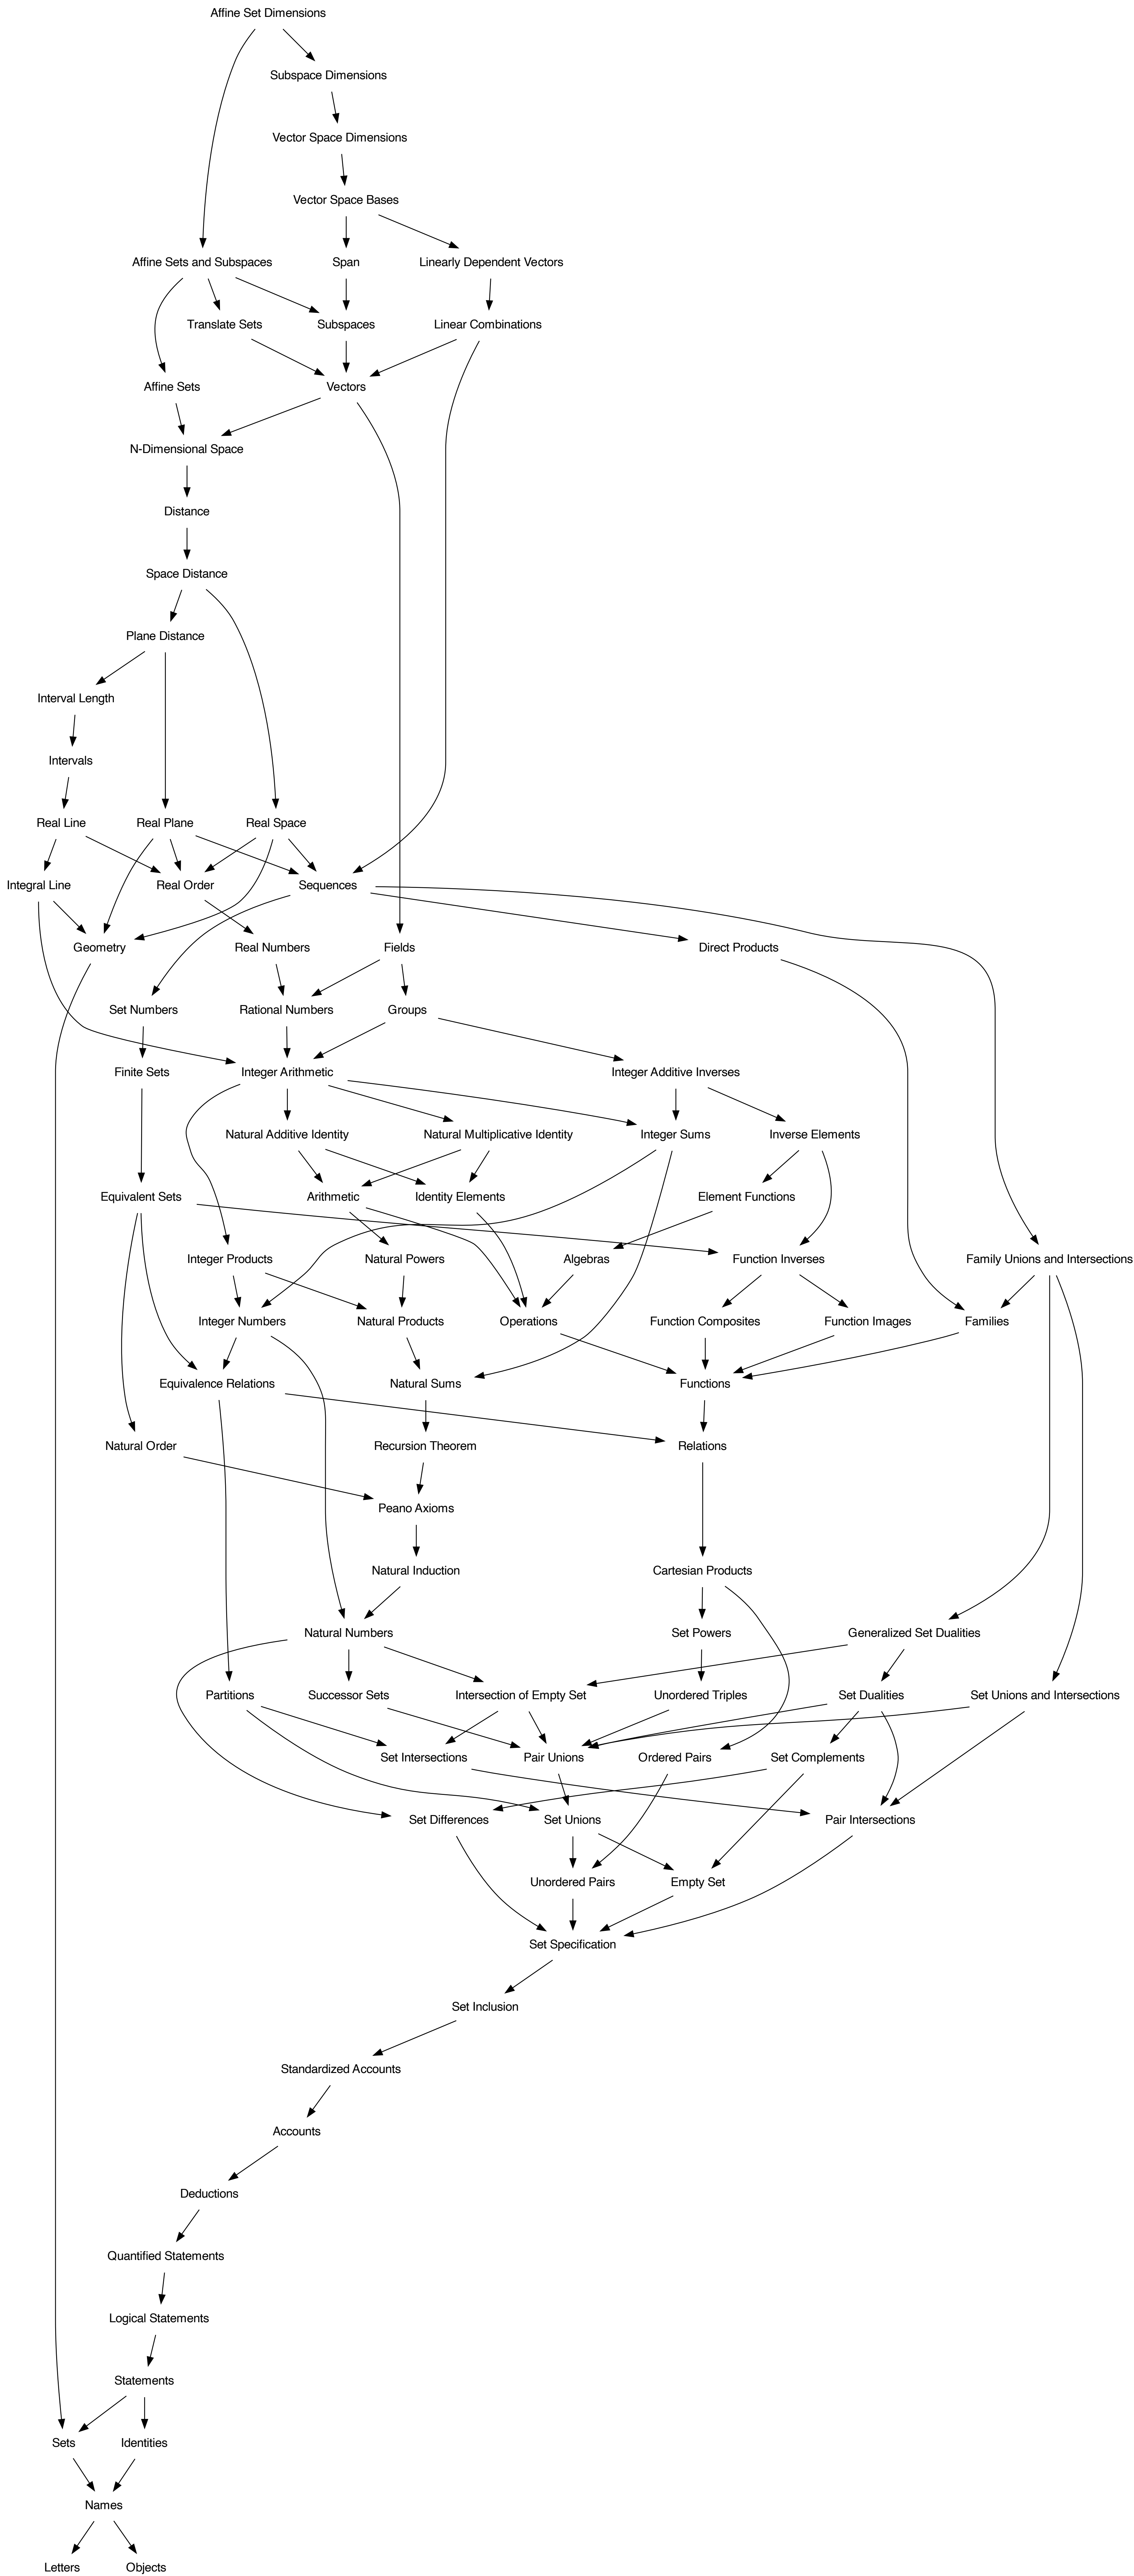 Affine Set Dimensions
Subspace Dimensions
Vector Space Dimensions
Vector Space Bases
Affine Sets and Subspaces
Span
Linearly Dependent Vectors
Translate Sets
Subspaces
Linear Combinations
Affine Sets
Vectors
N-Dimensional Space
Distance
Space Distance
Plane Distance
Interval Length
Intervals
Real Line
Real Plane
Real Space
Integral Line
Real Order
Sequences
Geometry
Real Numbers
Fields
Direct Products
Set Numbers
Rational Numbers
Groups
Finite Sets
Integer Arithmetic
Integer Additive Inverses
Natural Additive Identity
Natural Multiplicative Identity
Integer Sums
Inverse Elements
Equivalent Sets
Arithmetic
Identity Elements
Element Functions
Integer Products
Natural Powers
Algebras
Function Inverses
Family Unions and Intersections
Integer Numbers
Natural Products
Operations
Function Composites
Function Images
Families
Equivalence Relations
Natural Sums
Functions
Natural Order
Recursion Theorem
Relations
Peano Axioms
Natural Induction
Cartesian Products
Natural Numbers
Set Powers
Generalized Set Dualities
Partitions
Successor Sets
Intersection of Empty Set
Unordered Triples
Set Dualities
Set Unions and Intersections
Set Intersections
Pair Unions
Ordered Pairs
Set Complements
Set Differences
Set Unions
Pair Intersections
Unordered Pairs
Empty Set
Set Specification
Set Inclusion
Standardized Accounts
Accounts
Deductions
Quantified Statements
Logical Statements
Statements
Sets
Identities
Names
Letters
Objects